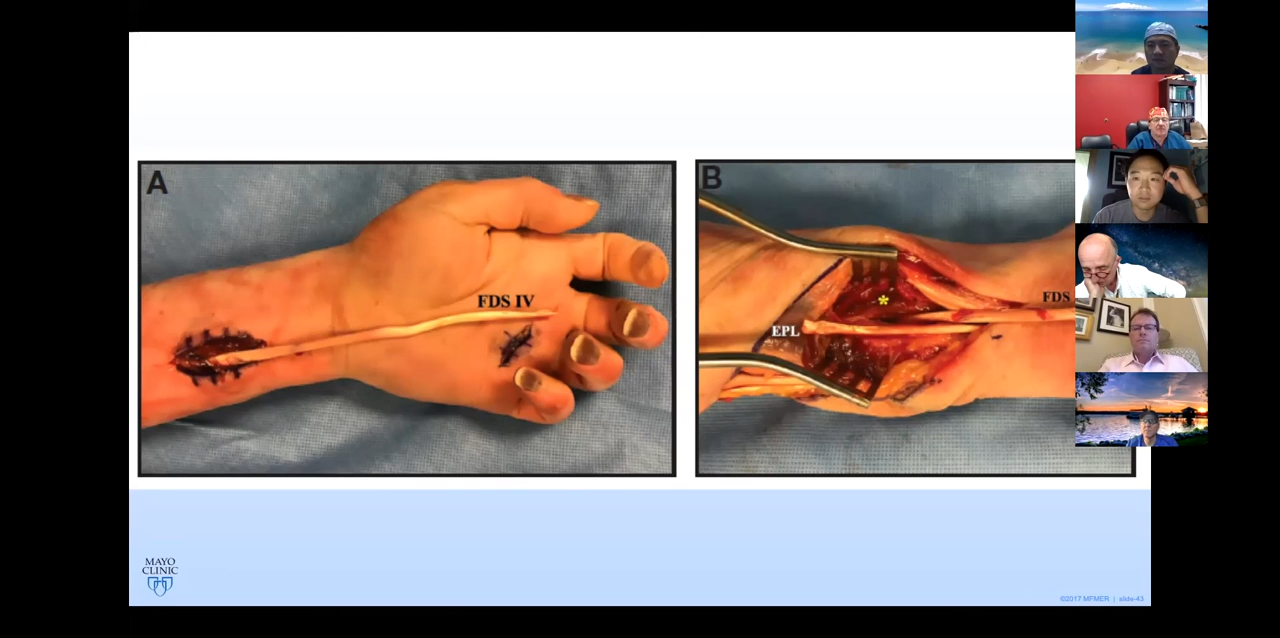 A
FDS IV
B
EPL
*
FDS
MAYO
CLINIC
©2017 MFMER | slide-43